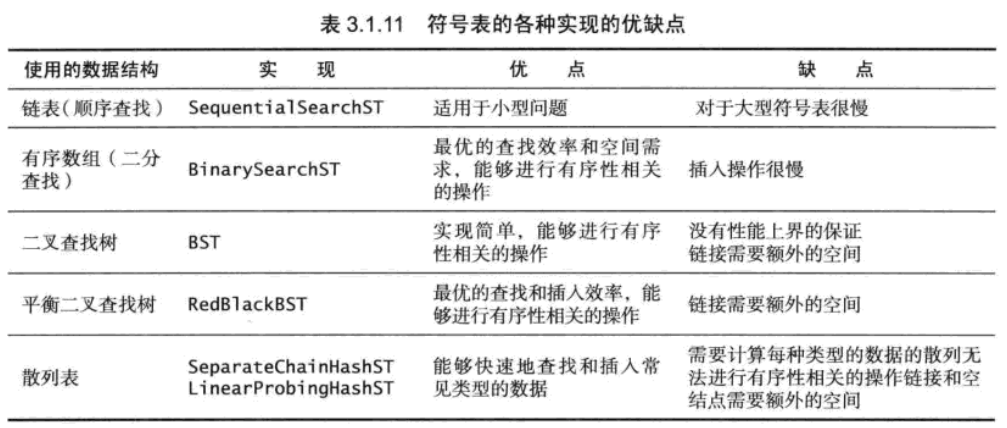 表 3.1.11 符号表的各种实现的优缺点
使用的数据结构 实 现 优 点 缺 点
链表(顺序查找) SequentialSearchST 适用于小型问题 对于大型符号表很慢
有序数组(二分
查找)
BinarySearchST
最优的查找效率和空间需
求,能够进行有序性相关
的操作
插入操作很慢
二叉查找树 BST
实现简单,能够进行有序
性相关的操作
没有性能上界的保证
链接需要额外的空间
平衡二叉查找树 RedBlackBST
最优的查找和插入效率,能
够进行有序性相关的操作
链接需要额外的空间
散列表
SeparateChainHashST
LinearProbingHashST
能够快速地查找和插入常
见类型的数据
需要计算每种类型的数据的散列无
法进行有序性相关的操作链接和空
结点需要额外的空间